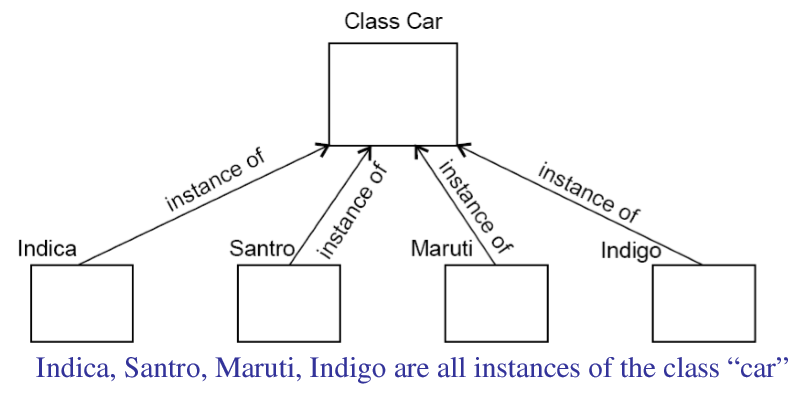 Class Car
instance of
instance of
instance of
instance of
Indica
Santro
Maruti
Indigo
Indica, Santro, Maruti, Indigo are all instances of the class “car”